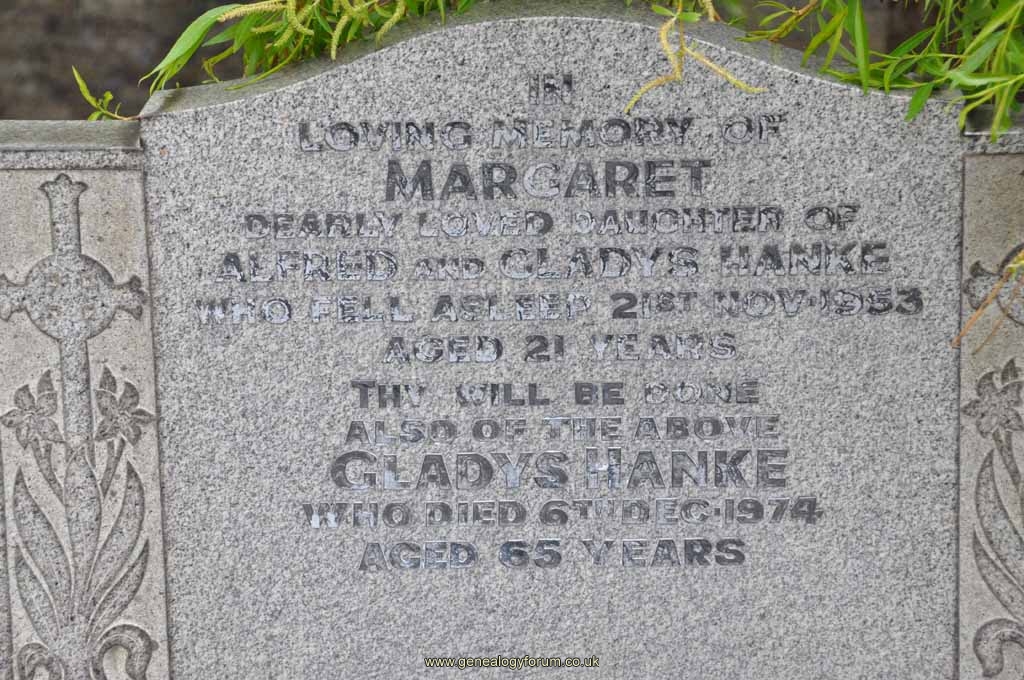 IN
LOVING MEMORY OF
MARGARET
DEARLY LOVED DAUGHTER OF
ALFRED AND GLADYS HANKE
WHO FELL ASLEEP 21ST NOV·1953
AGED 21 YEARS
THY WILL BE DONE
ALSO OF THE ABOVE
GLADYS HANKE
WHO DIED 6TH DEC·1974
AGED 65 YEARS
www.genealogyforum.co.uk